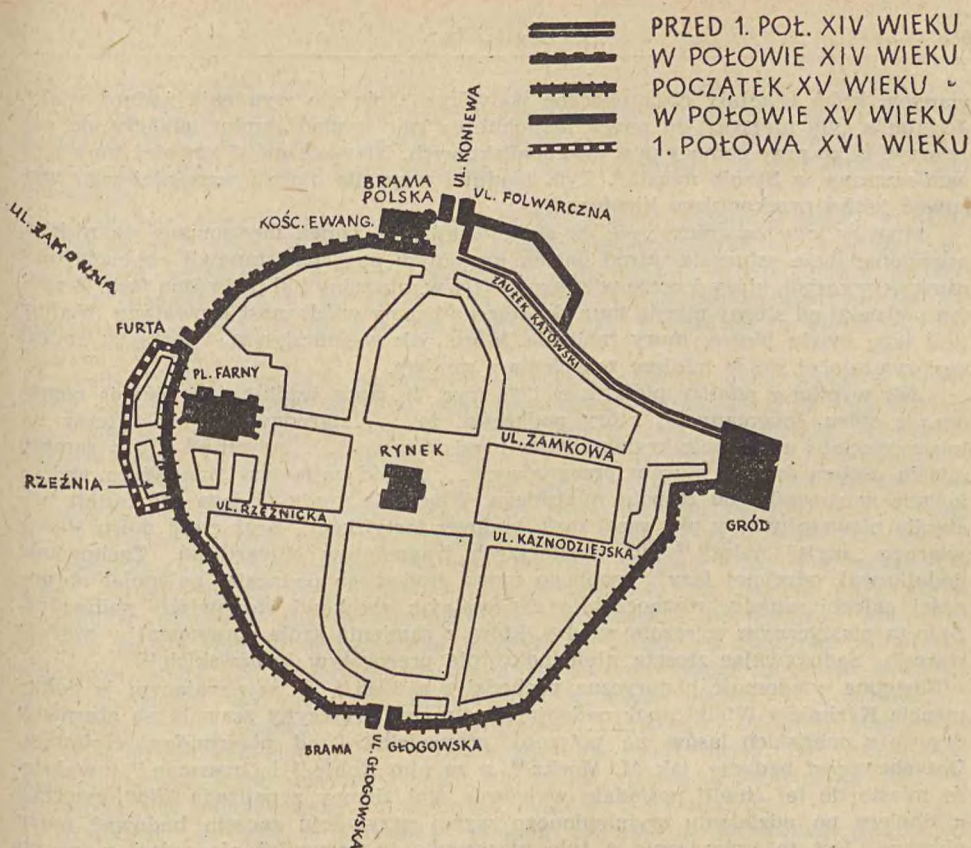 PRZED 1. POŁ. XIV WIEKU
W POŁOWIE XIV WIEKU
POCZĄTEK XV WIEKU
W POŁOWIE XV WIEKU
1. POŁOWA XVI WIEKU
UL. KONIEWA
BRAMA
POLSKA
UL. FOLWARCZNA
KOŚC. EWANG.
UL. ZAMKOWA
FURTA
ZAUŁEK KATOWSKI
PL. FARNY
UL. ZAMKOWA
RYNEK
RZEŹNIA
UL. RZEŹNICKA
GRÓD
UL. KAZNODZIEJSKA
BRAMA
GŁOGOWSKA
UL. GŁOGOWSKA